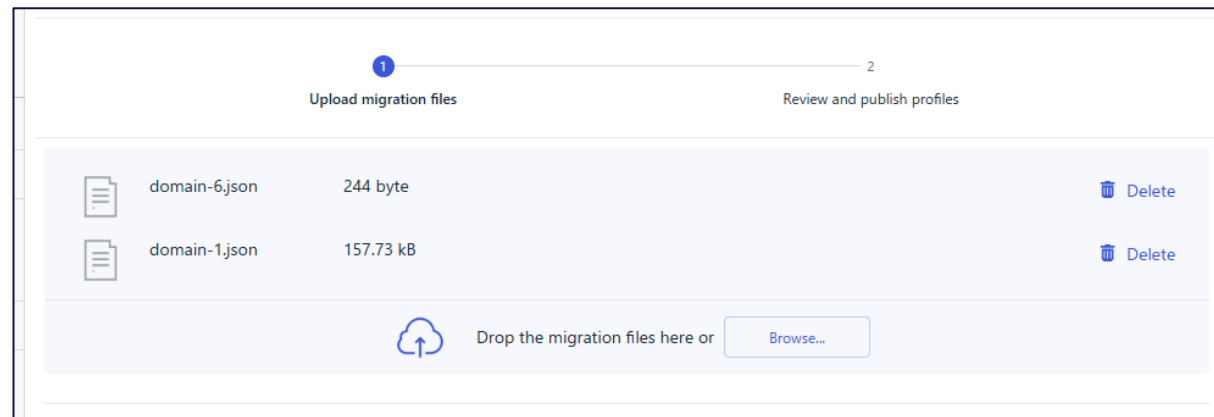 1
2
Upload migration files
Review and publish profiles
domain-6.json 244 byte Delete
domain-1.json 157.73 kB Delete
Drop the migration files here or Browse...